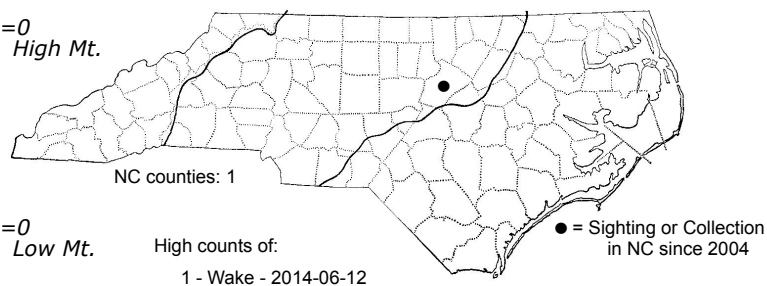 =0
High Mt.
NC counties: 1
=0
Low Mt.
High counts of:
1 - Wake - 2014-06-12
● = Sighting or Collection
in NC since 2004